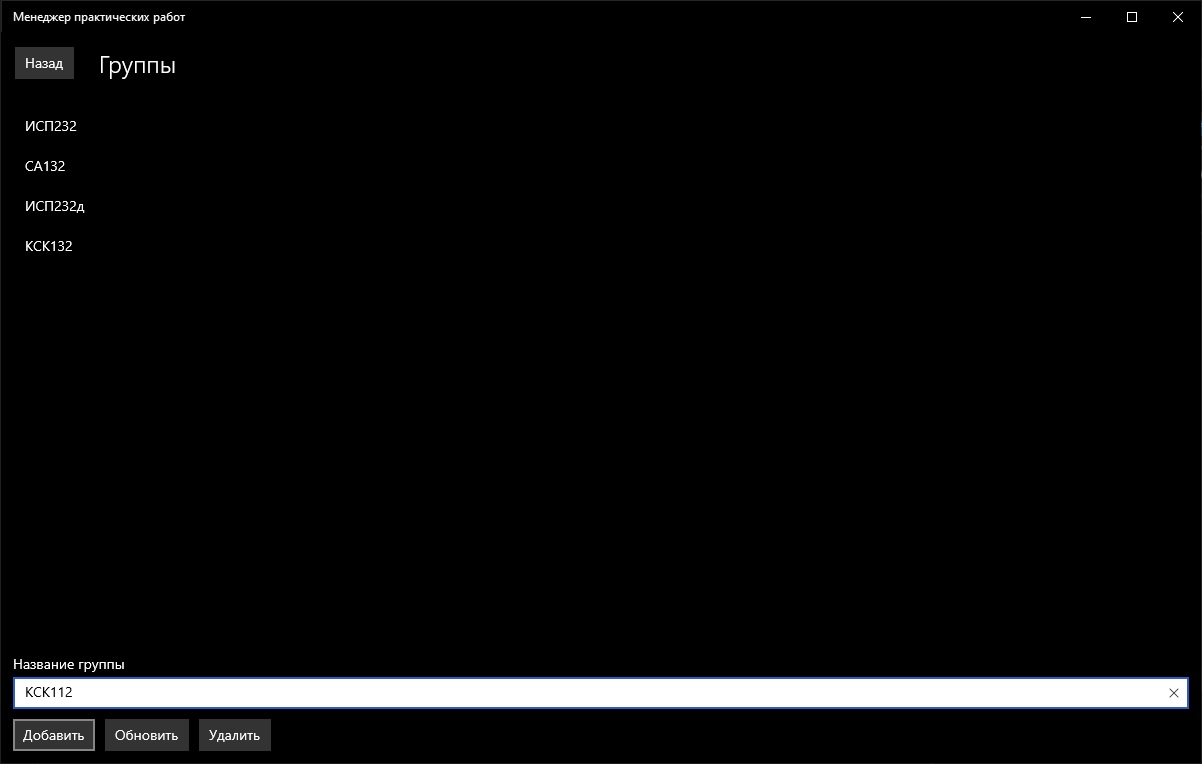 Менеджер практических работ
Назад Группы
ИСП232
СА132
ИСП232д
КСК132
Название группы
КСК112
Добавить Обновить Удалить